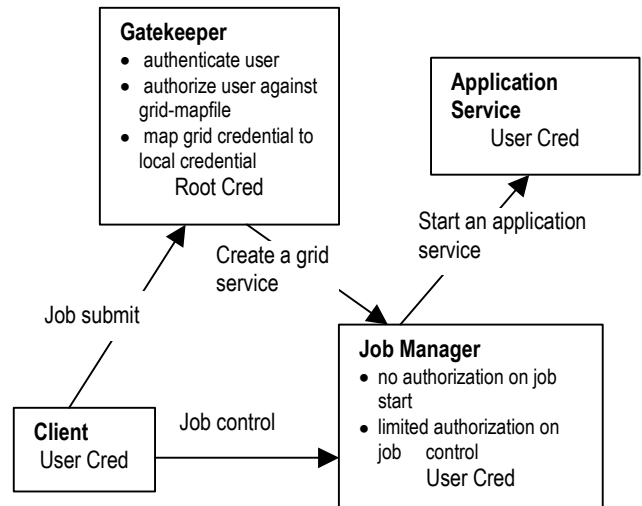 Gatekeeper
● authenticate user
● authorize user against
grid-mapfile
● map grid credential to
local credential
Root Cred
Application
Service
User Cred
Start an application
service
Create a grid
service
Job submit
Job Manager
● no authorization on job
start
● limited authorization on
job control
User Cred
Job control
Client
User Cred